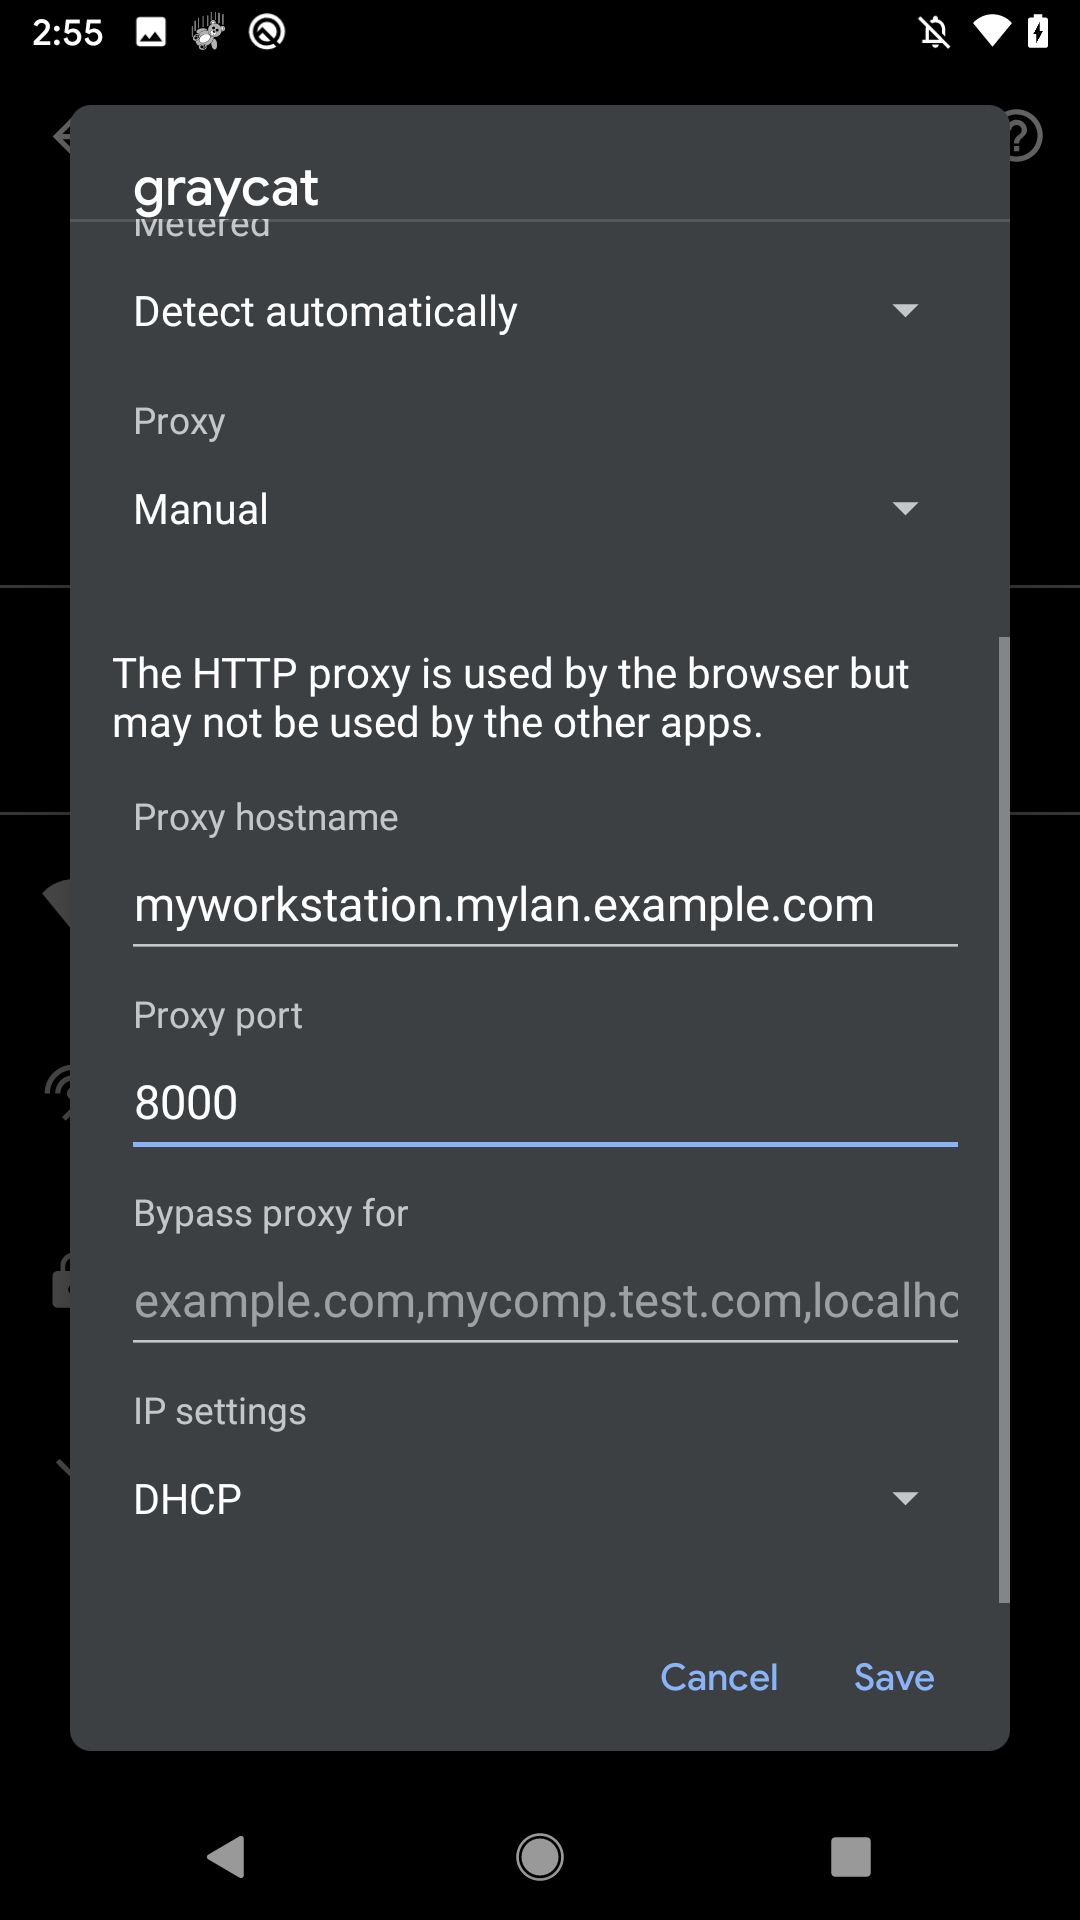 2:55
graycat
Metered
Detect automatically
Proxy
Manual
The HTTP proxy is used by the browser but
may not be used by the other apps.
Proxy hostname
myworkstation.mylan.example.com
Proxy port
8000
Bypass proxy for
example.com,mycomp.test.com,localho
IP settings
DHCP
Cancel Save